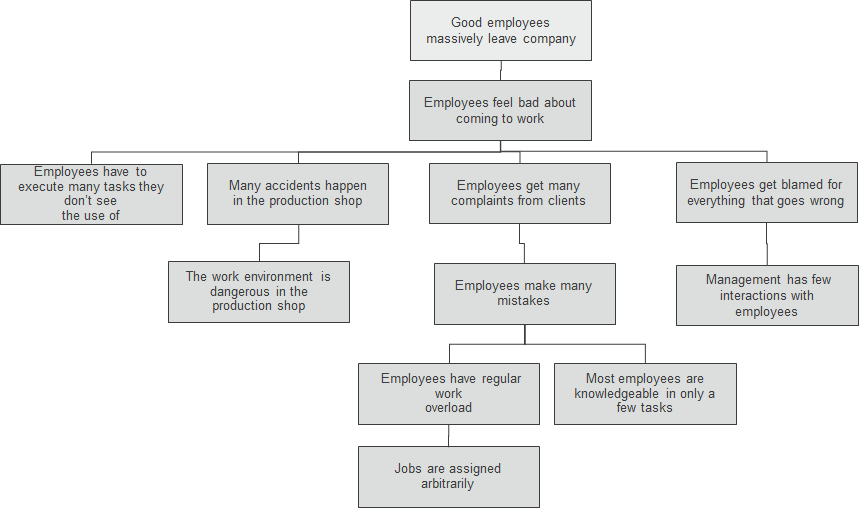 Good employees
massively leave company
Employees feel bad about
coming to work
Employees have to
execute many tasks they
don't see
the use of
Many accidents happen
in the production shop
Employees get many
complaints from clients
Employees get blamed for
everything that goes wrong
The work environment is
dangerous in the
production shop
Employees make many
mistakes
Management has few
interactions with
employees
Employees have regular
work
overload
Most employees are
knowledgeable in only a
few tasks
Jobs are assigned
arbitrarily